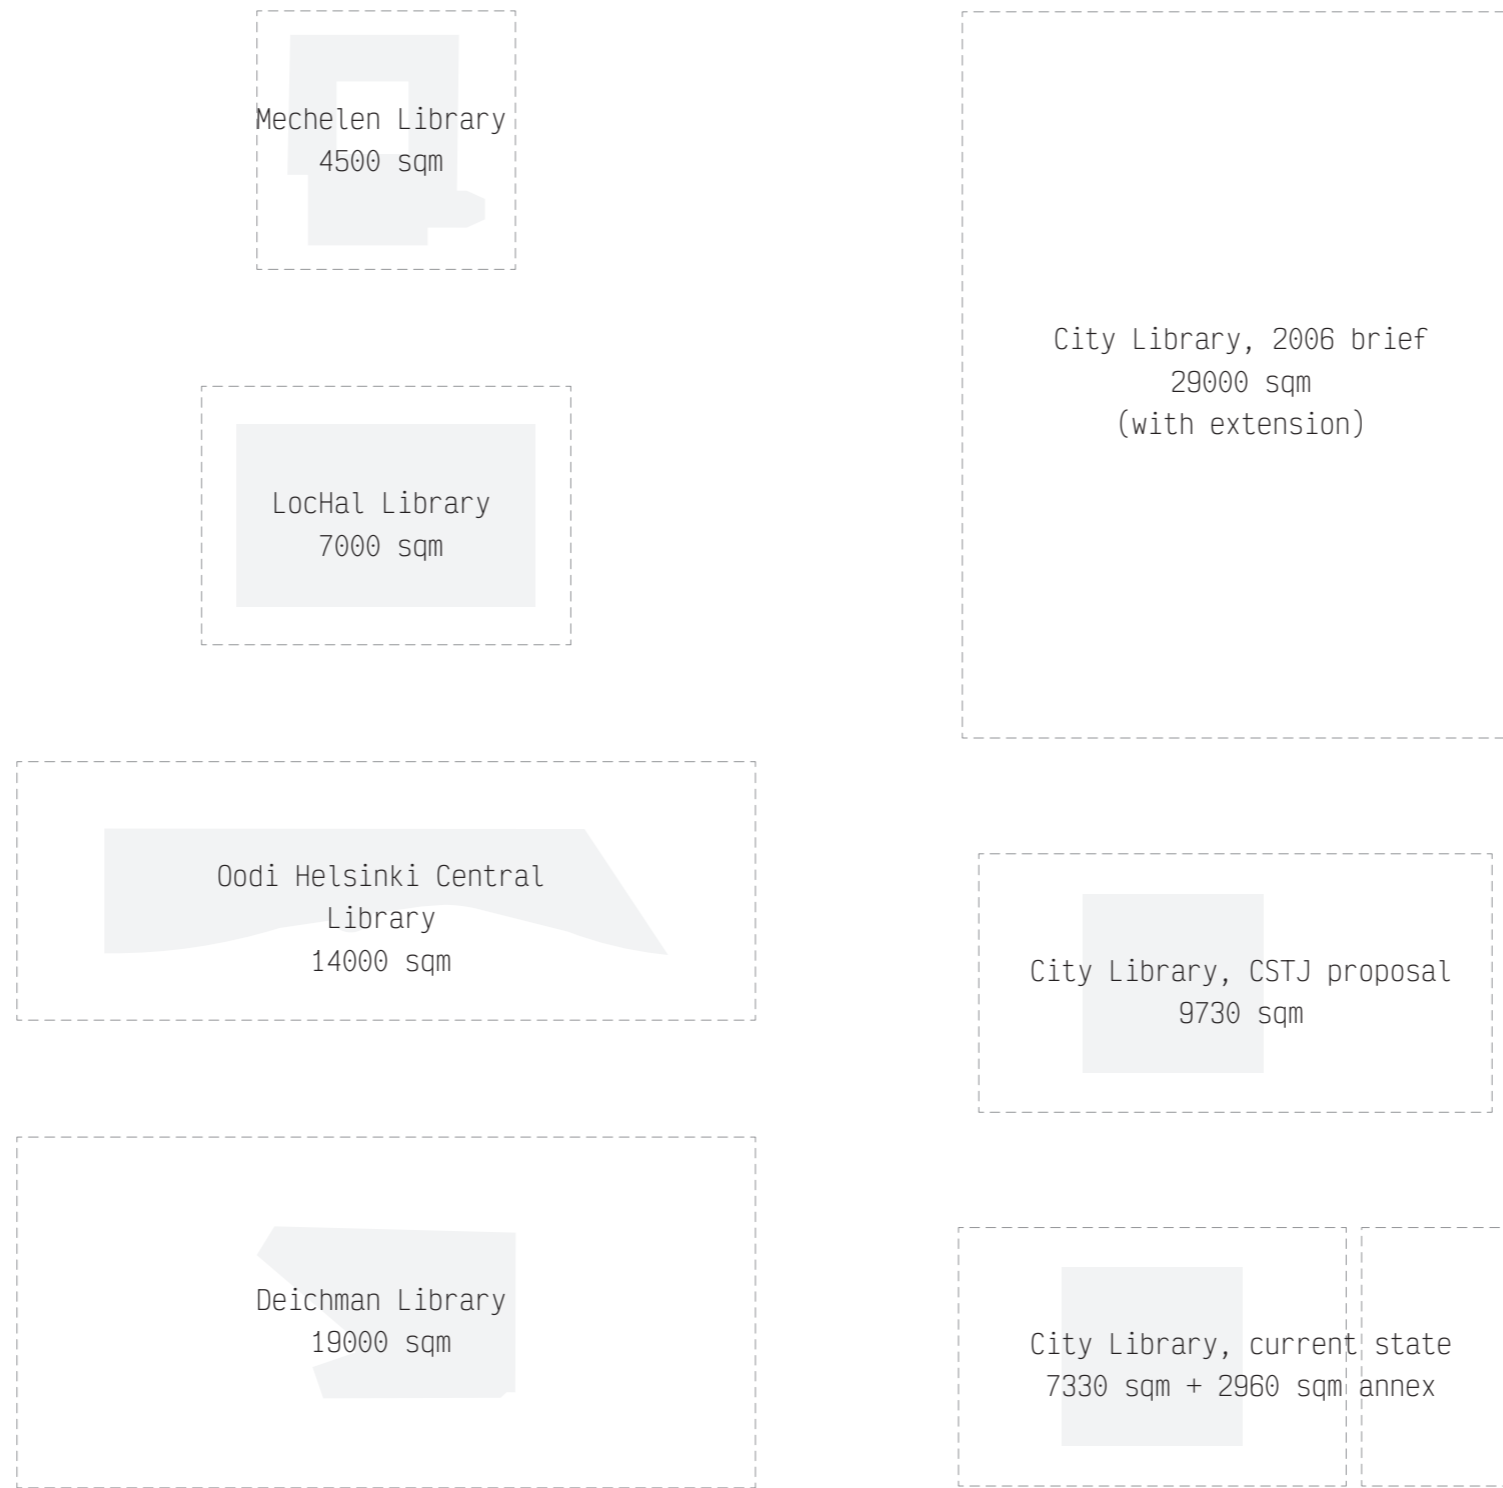 Mechelen Library
4500 sqm
LocHal Library
7000 sqm
Oodi Helsinki Central
Library
14000 sqm
Deichman Library
19000 sqm
City Library, 2006 brief
29000 sqm
(with extension)
City Library, CSTJ proposal
9730 sqm
City Library, current state
7330 sqm + 2960 sqm annex